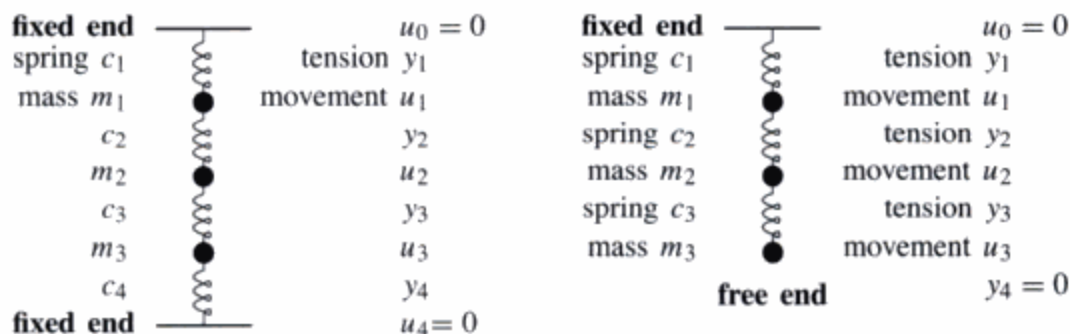 fixed end u₀ = 0
spring c₁ tension y₁
mass m₁ movement u₁
c₂ y₂
m₂ u₂
c₃ y₃
m₃ u₃
c₄ y₄
fixed end u₄ = 0
fixed end u₀ = 0
spring c₁ tension y₁
mass m₁ movement u₁
spring c₂ tension y₂
mass m₂ movement u₂
spring c₃ tension y₃
mass m₃ movement u₃
free end y₄ = 0